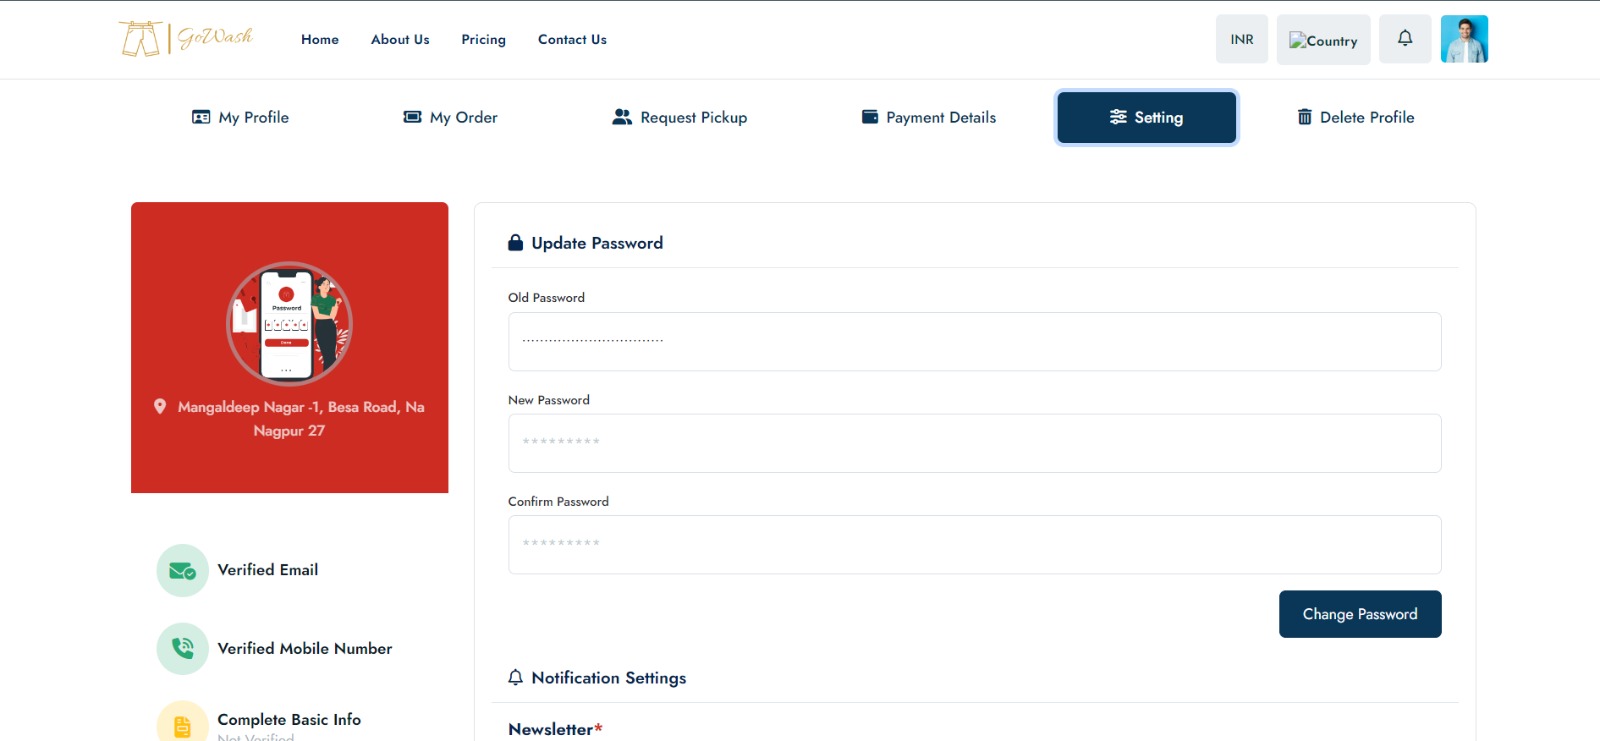 GoWash
Home
About Us
Pricing
Contact Us
INR
Country
My Profile
My Order
Request Pickup
Payment Details
Setting
Delete Profile
Password
Mangaldeep Nagar -1, Besa Road, Na
Nagpur 27
Verified Email
Verified Mobile Number
Complete Basic Info
Not Verified
Update Password
Old Password
................................
New Password
*********
Confirm Password
*********
Change Password
Notification Settings
Newsletter*